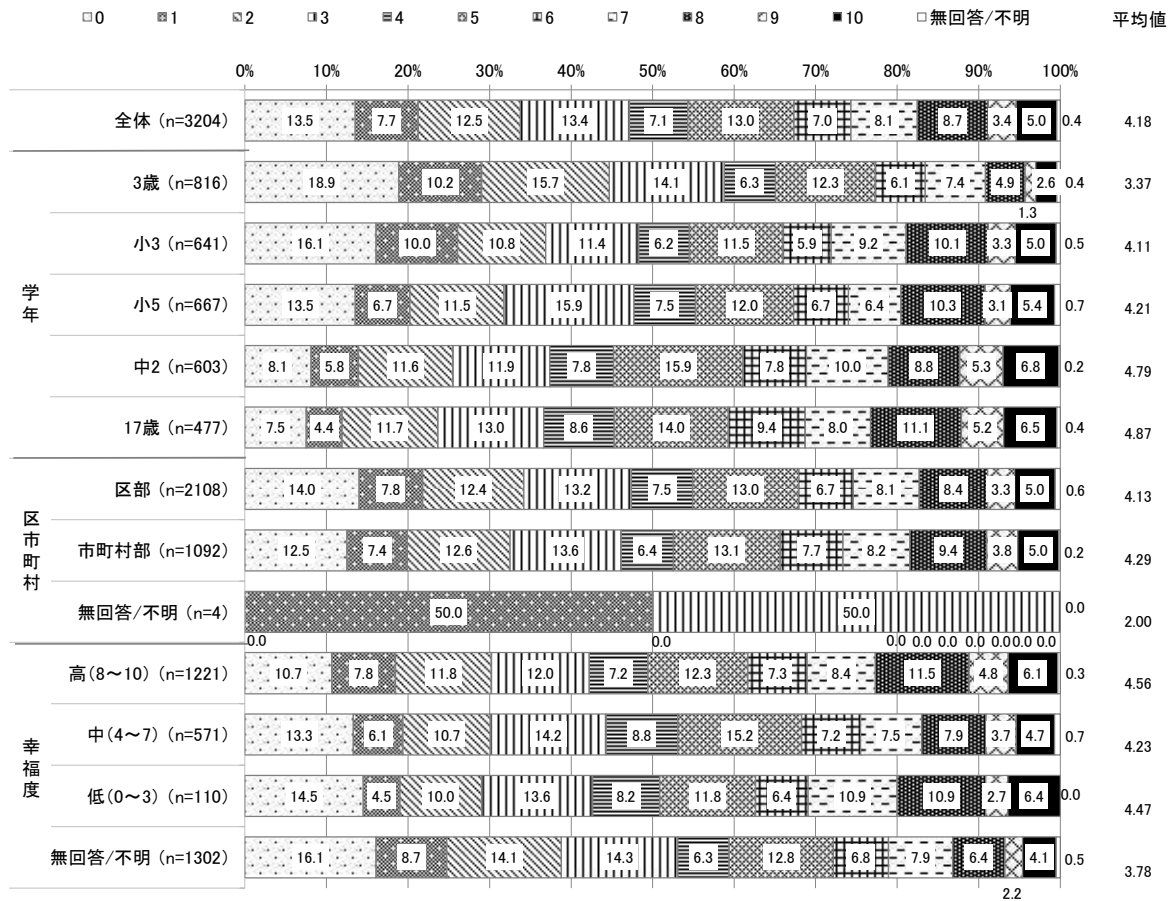 0 1 2 3 4 5 6 7 8 9 10 無回答/不明 平均値
0% 10% 20% 30% 40% 50% 60% 70% 80% 90% 100%
全体 (n=3204) 13.5 7.7 12.5 13.4 7.1 13.0 7.0 8.1 8.7 3.4 5.0 0.4 4.18
学年
3歳 (n=816) 18.9 10.2 15.7 14.1 6.3 12.3 6.1 7.4 4.9 2.6 0.4 3.37
1.3
小3 (n=641) 16.1 10.0 10.8 11.4 6.2 11.5 5.9 9.2 10.1 3.3 5.0 0.5 4.11
小5 (n=667) 13.5 6.7 11.5 15.9 7.5 12.0 6.7 6.4 10.3 3.1 5.4 0.7 4.21
中2 (n=603) 8.1 5.8 11.6 11.9 7.8 15.9 7.8 10.0 8.8 5.3 6.8 0.2 4.79
17歳 (n=477) 7.5 4.4 11.7 13.0 8.6 14.0 9.4 8.0 11.1 5.2 6.5 0.4 4.87
区市町村
区部 (n=2108) 14.0 7.8 12.4 13.2 7.5 13.0 6.7 8.1 8.4 3.3 5.0 0.6 4.13
市町村部 (n=1092) 12.5 7.4 12.6 13.6 6.4 13.1 7.7 8.2 9.4 3.8 5.0 0.2 4.29
無回答/不明 (n=4) 50.0 50.0 0.0 2.00
0.0 0.0 0.0 0.0 0.0 0.0 0.0 0.0 0.0
幸福度
高(8～10) (n=1221) 10.7 7.8 11.8 12.0 7.2 12.3 7.3 8.4 11.5 4.8 6.1 0.3 4.56
中(4～7) (n=571) 13.3 6.1 10.7 14.2 8.8 15.2 7.2 7.5 7.9 3.7 4.7 0.7 4.23
低(0～3) (n=110) 14.5 4.5 10.0 13.6 8.2 11.8 6.4 10.9 10.9 2.7 6.4 0.0 4.47
無回答/不明 (n=1302) 16.1 8.7 14.1 14.3 6.3 12.8 6.8 7.9 6.4 4.1 0.5 3.78
2.2